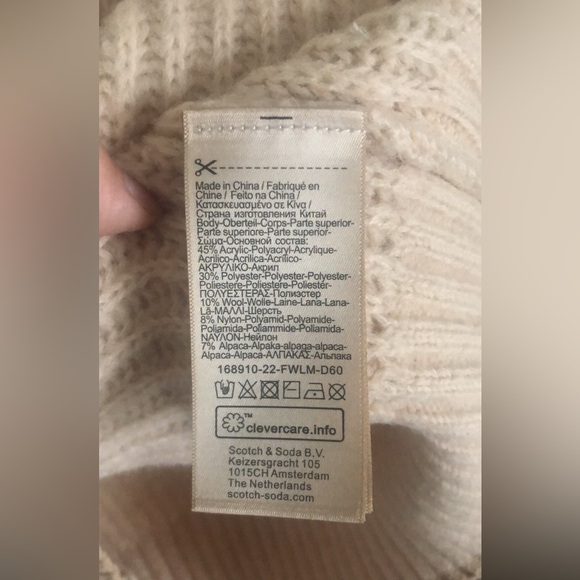 Made in China / Fabriqué en
Chine / Feito na China /
Κατασκευασμένο σε Κίνα /
Страна изготовления Китай
Body-Oberteil-Corps-Parte superior-
Parte superiore-Parte superior-
Σώμα-Основной состав:
45% Acrylic-Polyacryl-Acrylique-
Acrílico-Acrilica-Acrílico-
ΑΚΡΥΛΙΚΟ-Акрил
30% Polyester-Polyester-Polyester-
Poliestere-Poliestere-Poliestér-
ΠΟΛΥΕΣΤΕΡΑΣ-Полиэстер
10% Wool-Wolle-Laine-Lana-Lana-
Lã-ΜΑΛΛΙ-Шерсть
8% Nylon-Polyamid-Polyamide-
Poliamida-Poliammide-Poliamida-
ΝΑΥΛΟΝ-Нейлон
7% Alpaca-Alpaka-alpaga-alpaca-
Alpaca-Alpaca-ΑΛΠΑΚΑΣ-Альпака
168910-22-FWLM-D60
™ clevercare.info
Scotch & Soda B.V.
Keizersgracht 105
1015CH Amsterdam
The Netherlands
scotch-soda.com